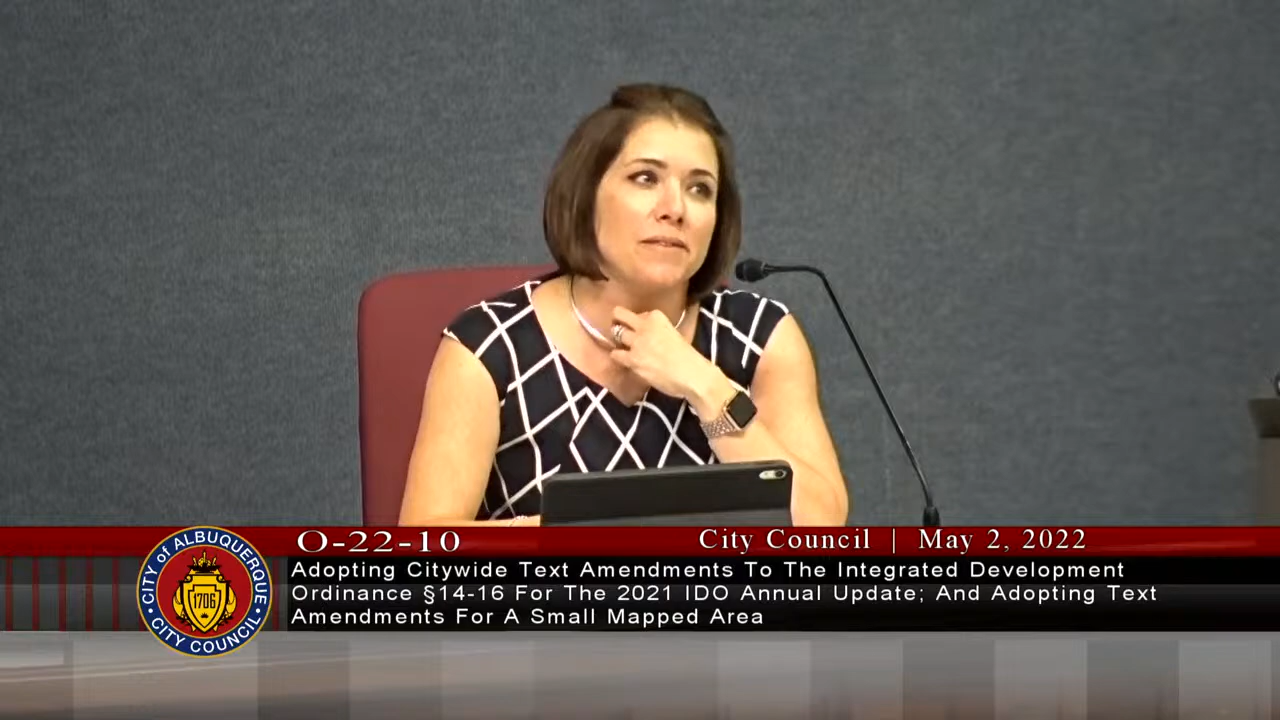 O-22-10
City Council | May 2, 2022
Adopting Citywide Text Amendments To The Integrated Development
Ordinance §14-16 For The 2021 IDO Annual Update; And Adopting Text
Amendments For A Small Mapped Area
CITY of ALBUQUERQUE
1706
CITY COUNCIL